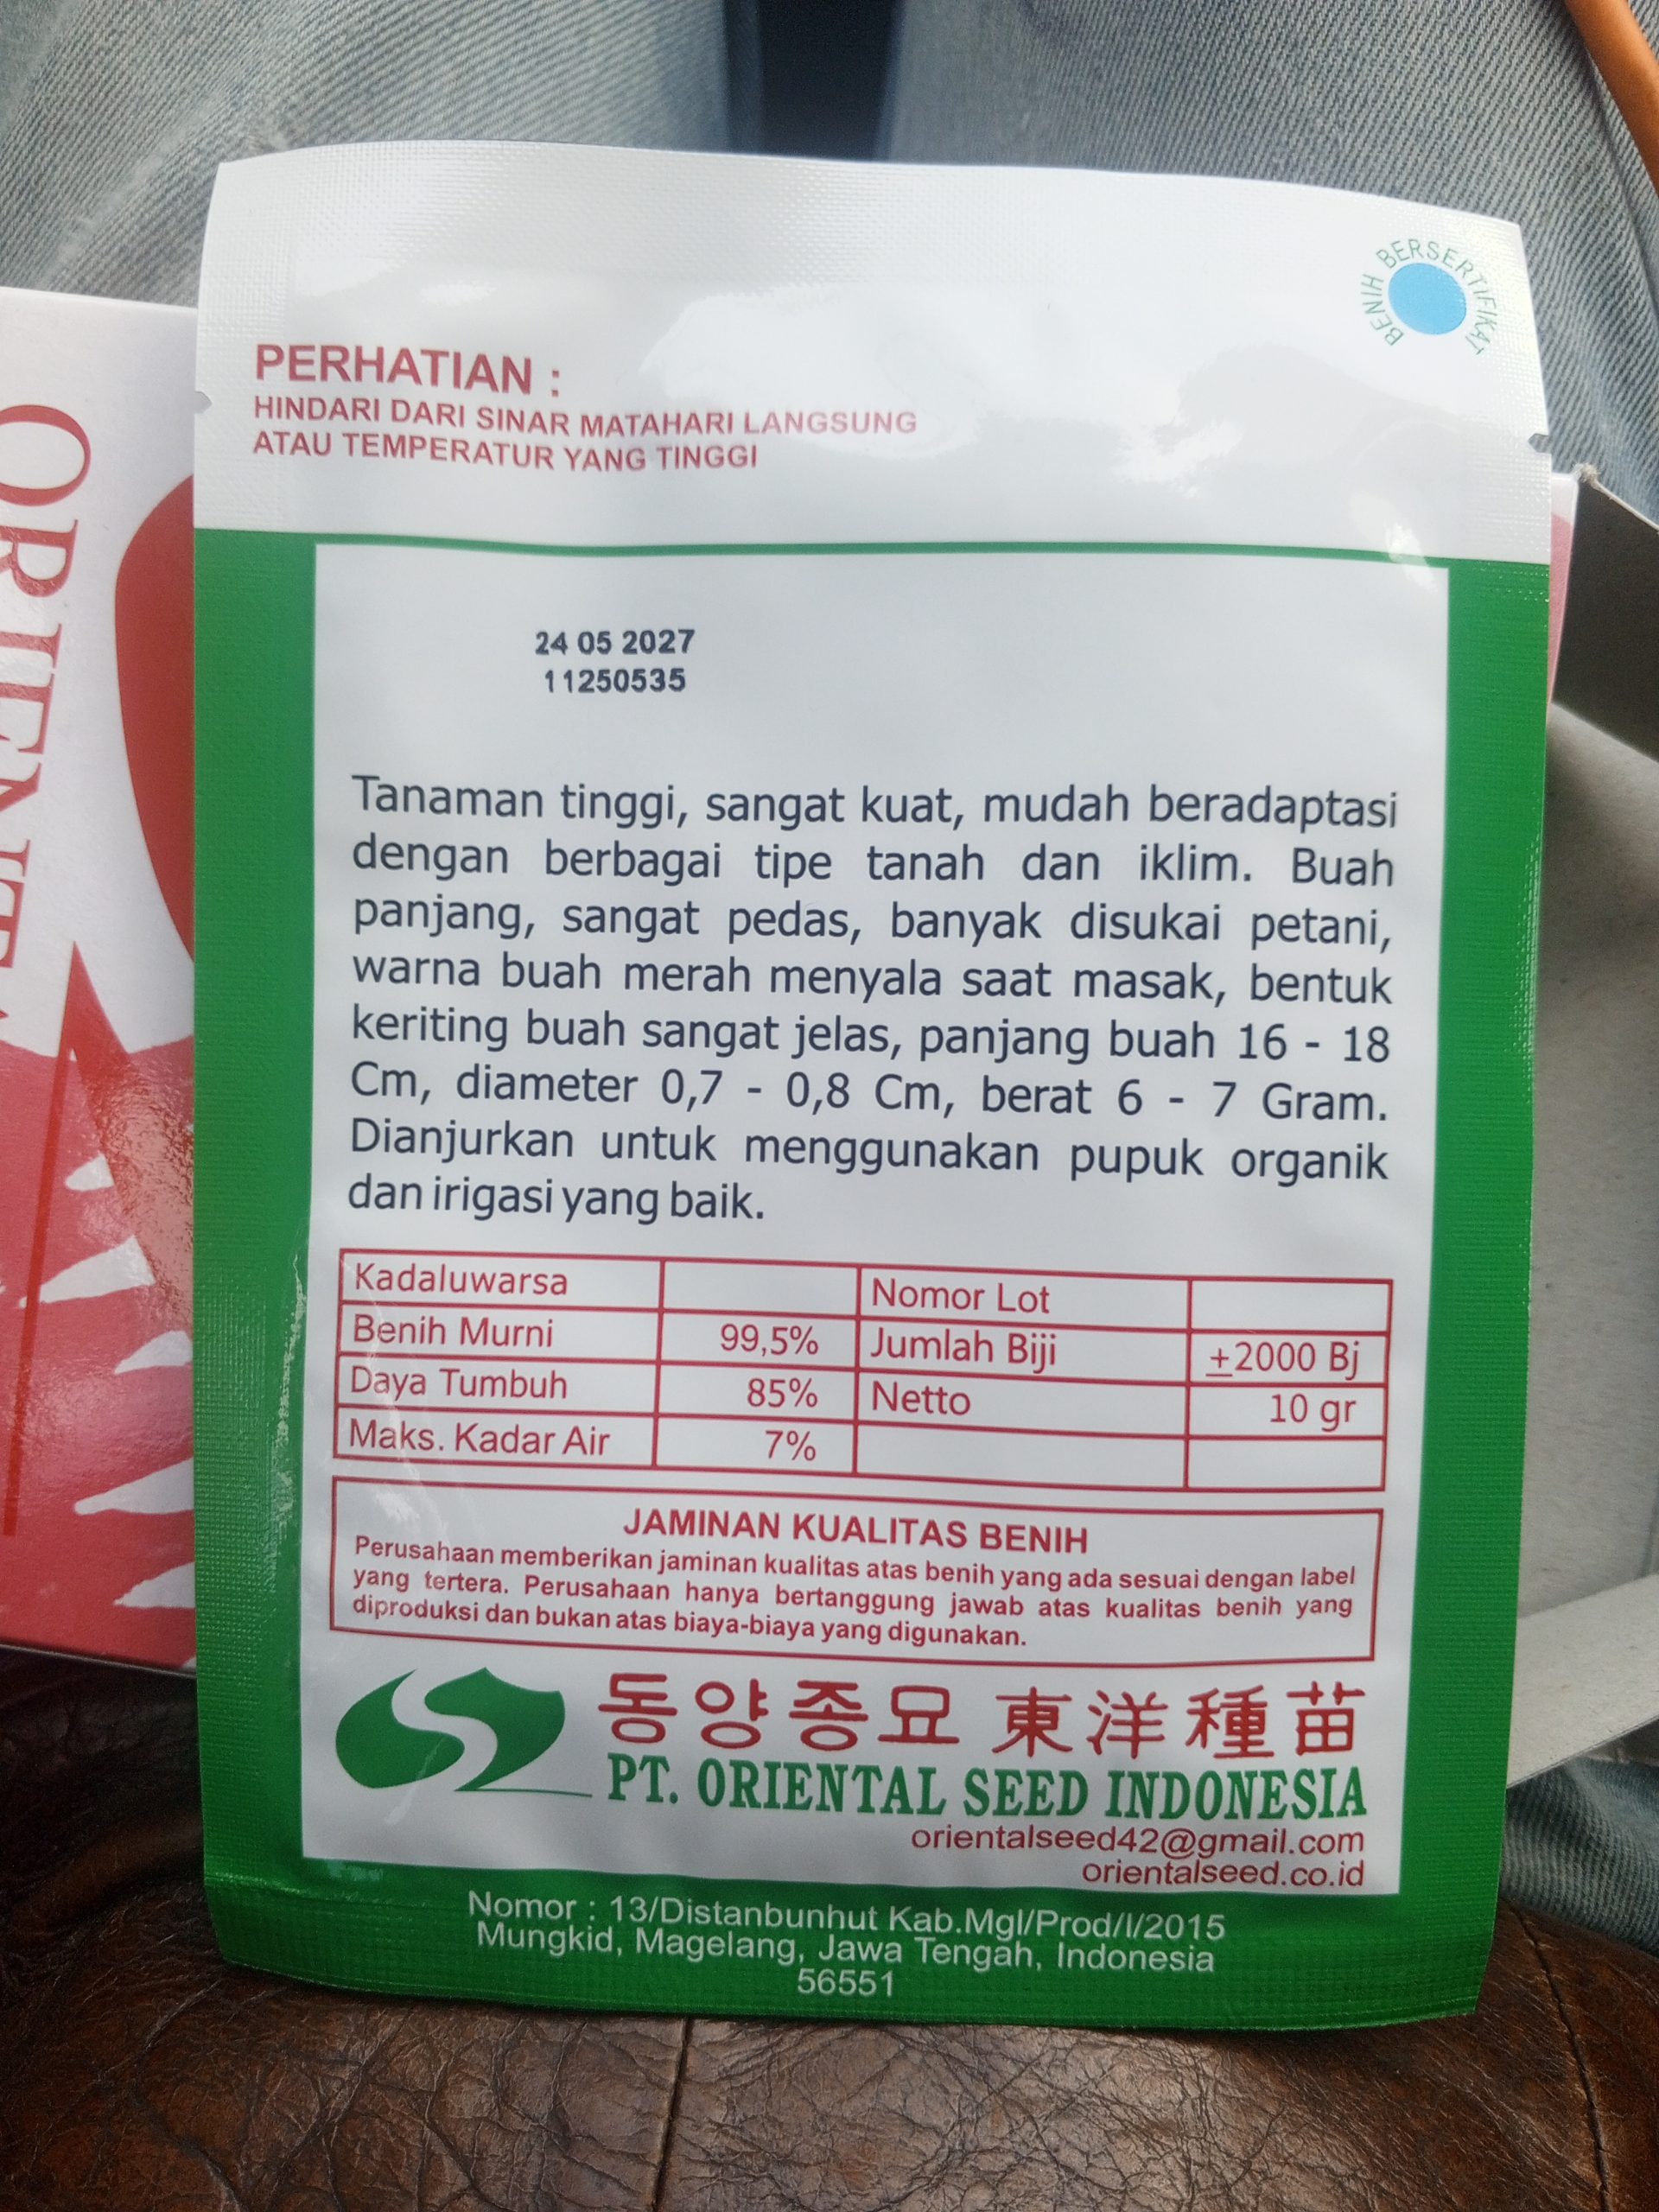 BENIH BERSERTIFIKAT
PERHATIAN :
HINDARI DARI SINAR MATAHARI LANGSUNG
ATAU TEMPERATUR YANG TINGGI
24 05 2027
11250535
Tanaman tinggi, sangat kuat, mudah beradaptasi
dengan berbagai tipe tanah dan iklim. Buah
panjang, sangat pedas, banyak disukai petani,
warna buah merah menyala saat masak, bentuk
keriting buah sangat jelas, panjang buah 16 - 18
Cm, diameter 0,7 - 0,8 Cm, berat 6 - 7 Gram.
Dianjurkan untuk menggunakan pupuk organik
dan irigasi yang baik.
Kadaluwarsa Nomor Lot
Benih Murni 99,5% Jumlah Biji ±2000 Bj
Daya Tumbuh 85% Netto 10 gr
Maks. Kadar Air 7%
JAMINAN KUALITAS BENIH
Perusahaan memberikan jaminan kualitas atas benih yang ada sesuai dengan label
yang tertera. Perusahaan hanya bertanggung jawab atas kualitas benih yang
diproduksi dan bukan atas biaya-biaya yang digunakan.
동양종묘 東洋種苗
PT. ORIENTAL SEED INDONESIA
orientalseed42@gmail.com
orientalseed.co.id
Nomor : 13/Distanbunhut Kab.Mgl/Prod/I/2015
Mungkid, Magelang, Jawa Tengah, Indonesia
56551